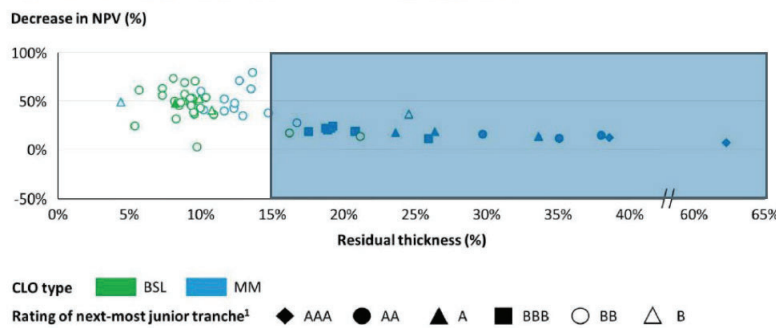 Decrease in NPV (%)
100%
50%
0%
-50%
0% 5% 10% 15% 20% 25% 30% 35% 40% // 60% 65%
Residual thickness (%)
CLO type BSL MM
Rating of next-most junior tranche¹ AAA AA A BBB BB B